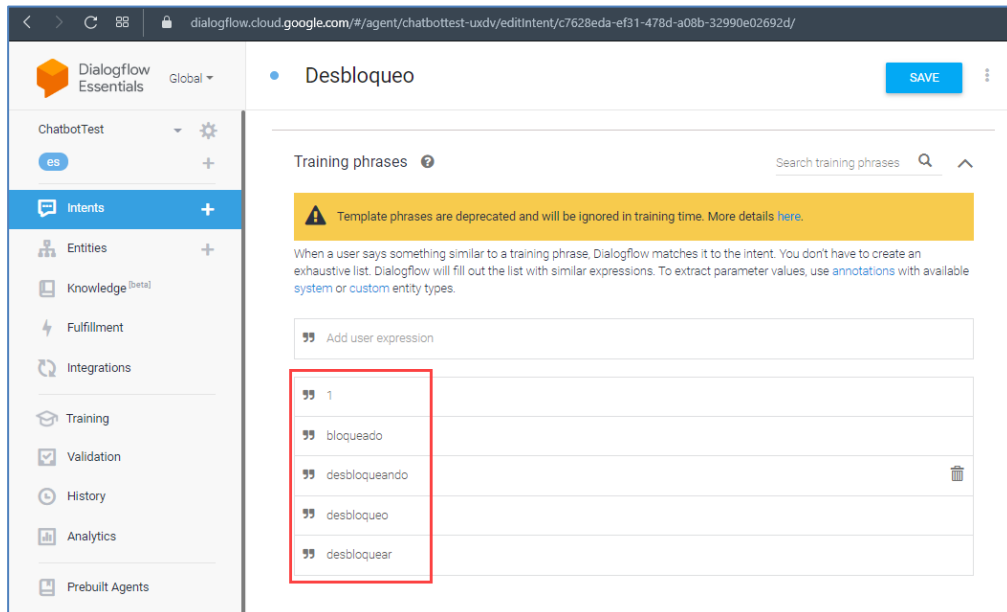 dialogflow.cloud.google.com/#/agent/chatbottest-uxdv/editIntent/c7628eda-ef31-478d-a08b-32990e02692d/
Dialogflow
Essentials
Global
Desbloqueo
SAVE
ChatbotTest
es
Intents
Entities
Knowledge [beta]
Fulfillment
Integrations
Training
Validation
History
Analytics
Prebuilt Agents
Training phrases
Search training phrases
Template phrases are deprecated and will be ignored in training time. More details here.
When a user says something similar to a training phrase, Dialogflow matches it to the intent. You don't have to create an
exhaustive list. Dialogflow will fill out the list with similar expressions. To extract parameter values, use annotations with available
system or custom entity types.
Add user expression
1
bloqueado
desbloqueando
desbloqueo
desbloquear